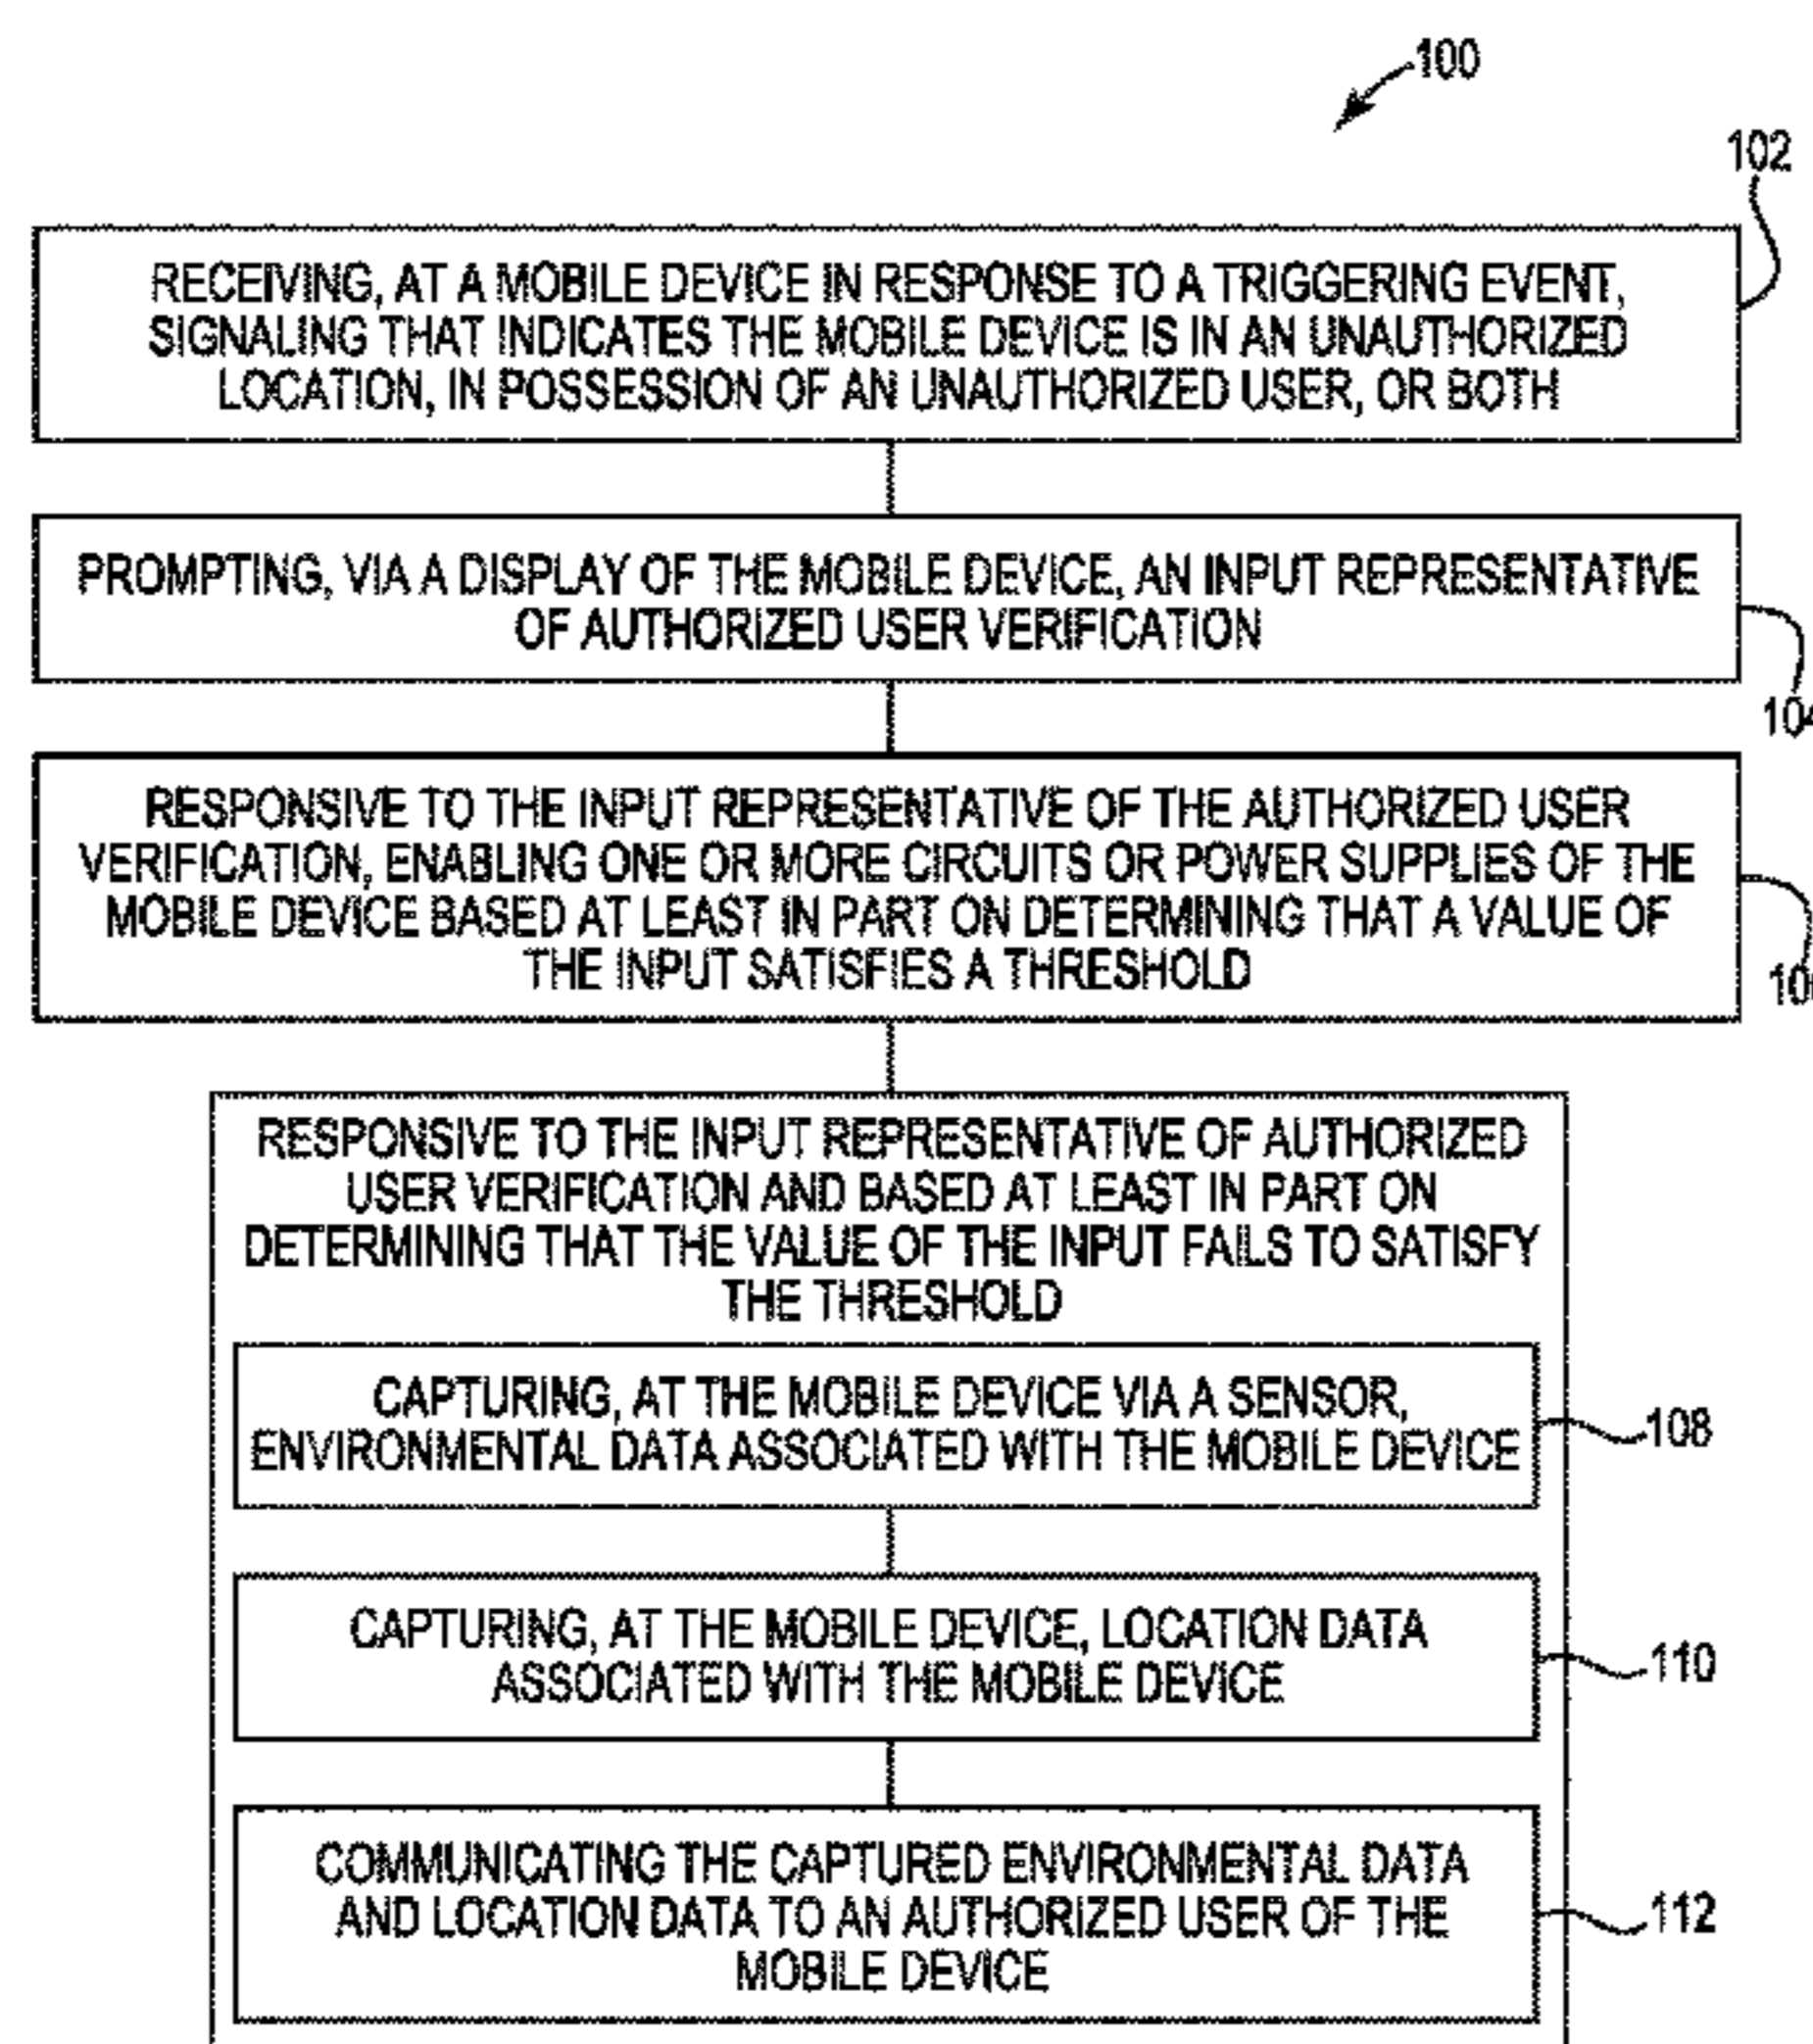 100
102
RECEIVING, AT A MOBILE DEVICE IN RESPONSE TO A TRIGGERING EVENT,
SIGNALING THAT INDICATES THE MOBILE DEVICE IS IN AN UNAUTHORIZED
LOCATION, IN POSSESSION OF AN UNAUTHORIZED USER, OR BOTH
PROMPTING, VIA A DISPLAY OF THE MOBILE DEVICE, AN INPUT REPRESENTATIVE
OF AUTHORIZED USER VERIFICATION
104
RESPONSIVE TO THE INPUT REPRESENTATIVE OF THE AUTHORIZED USER
VERIFICATION, ENABLING ONE OR MORE CIRCUITS OR POWER SUPPLIES OF THE
MOBILE DEVICE BASED AT LEAST IN PART ON DETERMINING THAT A VALUE OF
THE INPUT SATISFIES A THRESHOLD
RESPONSIVE TO THE INPUT REPRESENTATIVE OF AUTHORIZED
USER VERIFICATION AND BASED AT LEAST IN PART ON
DETERMINING THAT THE VALUE OF THE INPUT FAILS TO SATISFY
THE THRESHOLD
CAPTURING, AT THE MOBILE DEVICE VIA A SENSOR,
ENVIRONMENTAL DATA ASSOCIATED WITH THE MOBILE DEVICE
108
CAPTURING, AT THE MOBILE DEVICE, LOCATION DATA
ASSOCIATED WITH THE MOBILE DEVICE
110
COMMUNICATING THE CAPTURED ENVIRONMENTAL DATA
AND LOCATION DATA TO AN AUTHORIZED USER OF THE
MOBILE DEVICE
112